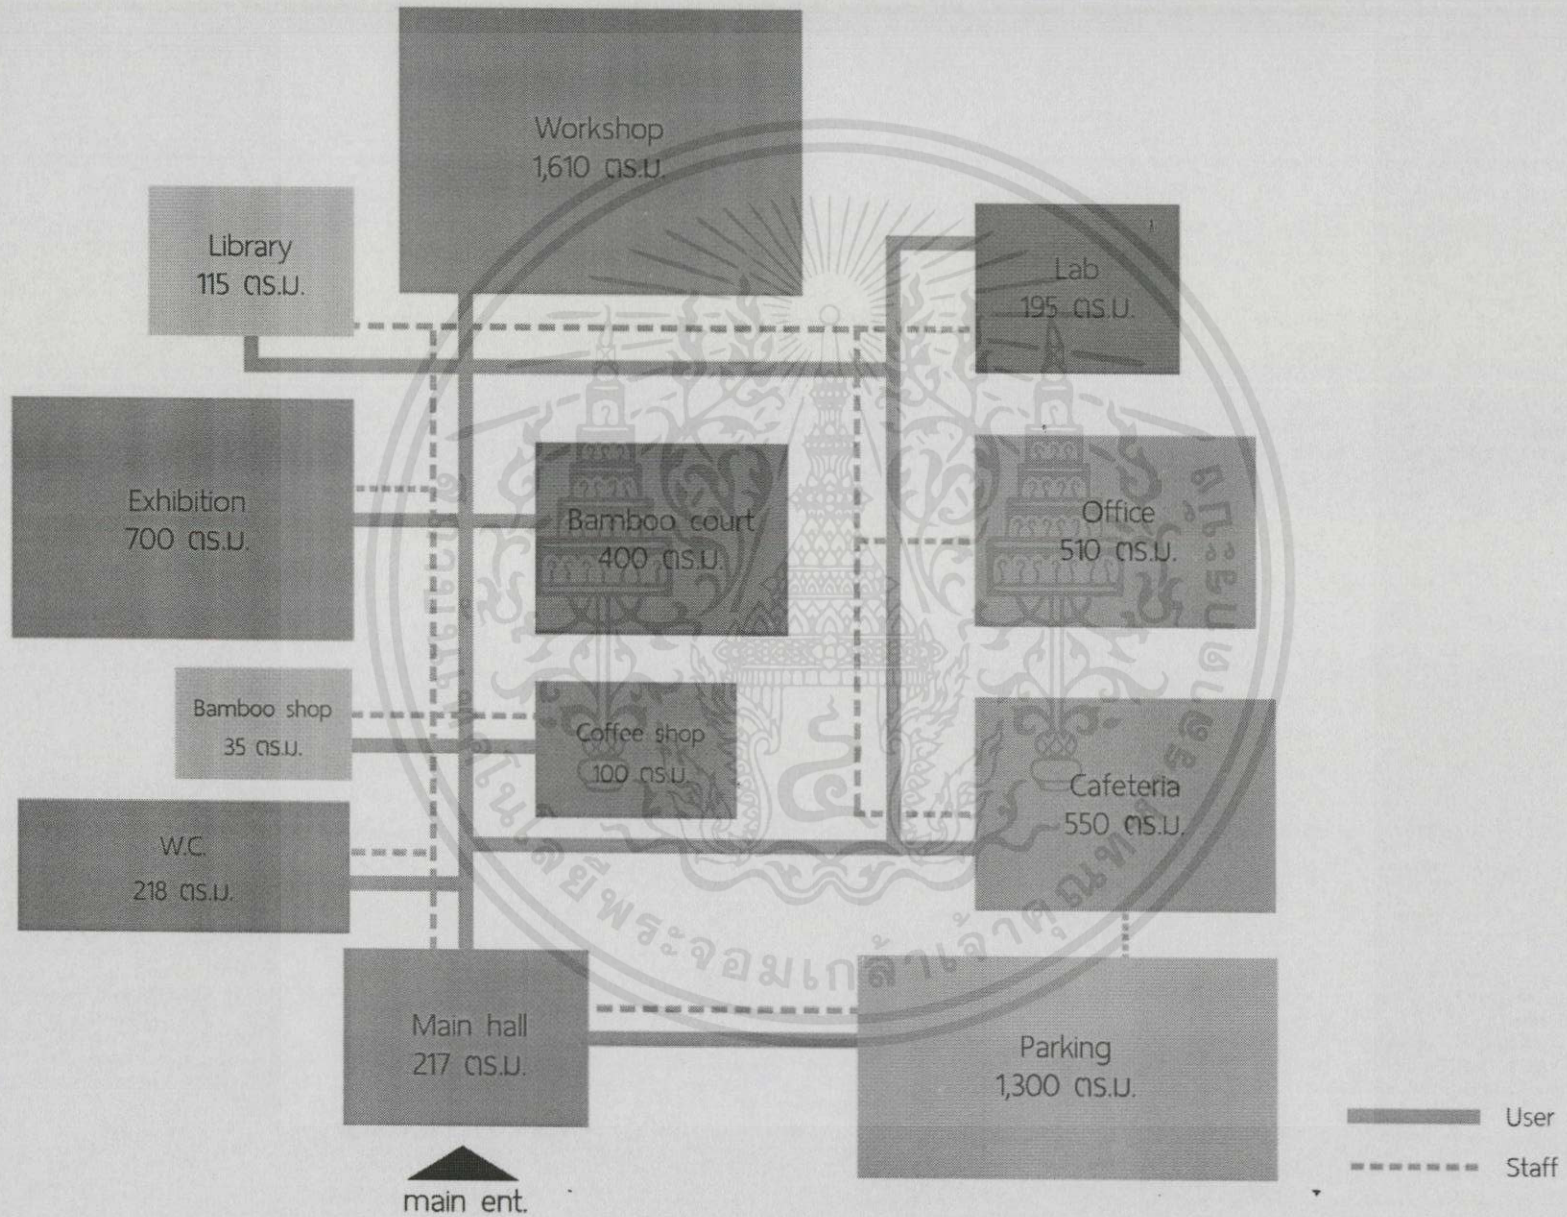 Workshop
1,610 ตร.ม.
Library
115 ตร.ม.
Lab
195 ตร.ม.
Exhibition
700 ตร.ม.
Bamboo court
400 ตร.ม.
Office
510 ตร.ม.
Bamboo shop
35 ตร.ม.
Coffee shop
100 ตร.ม.
Cafeteria
550 ตร.ม.
W.C.
218 ตร.ม.
Main hall
217 ตร.ม.
Parking
1,300 ตร.ม.
User
Staff
main ent.